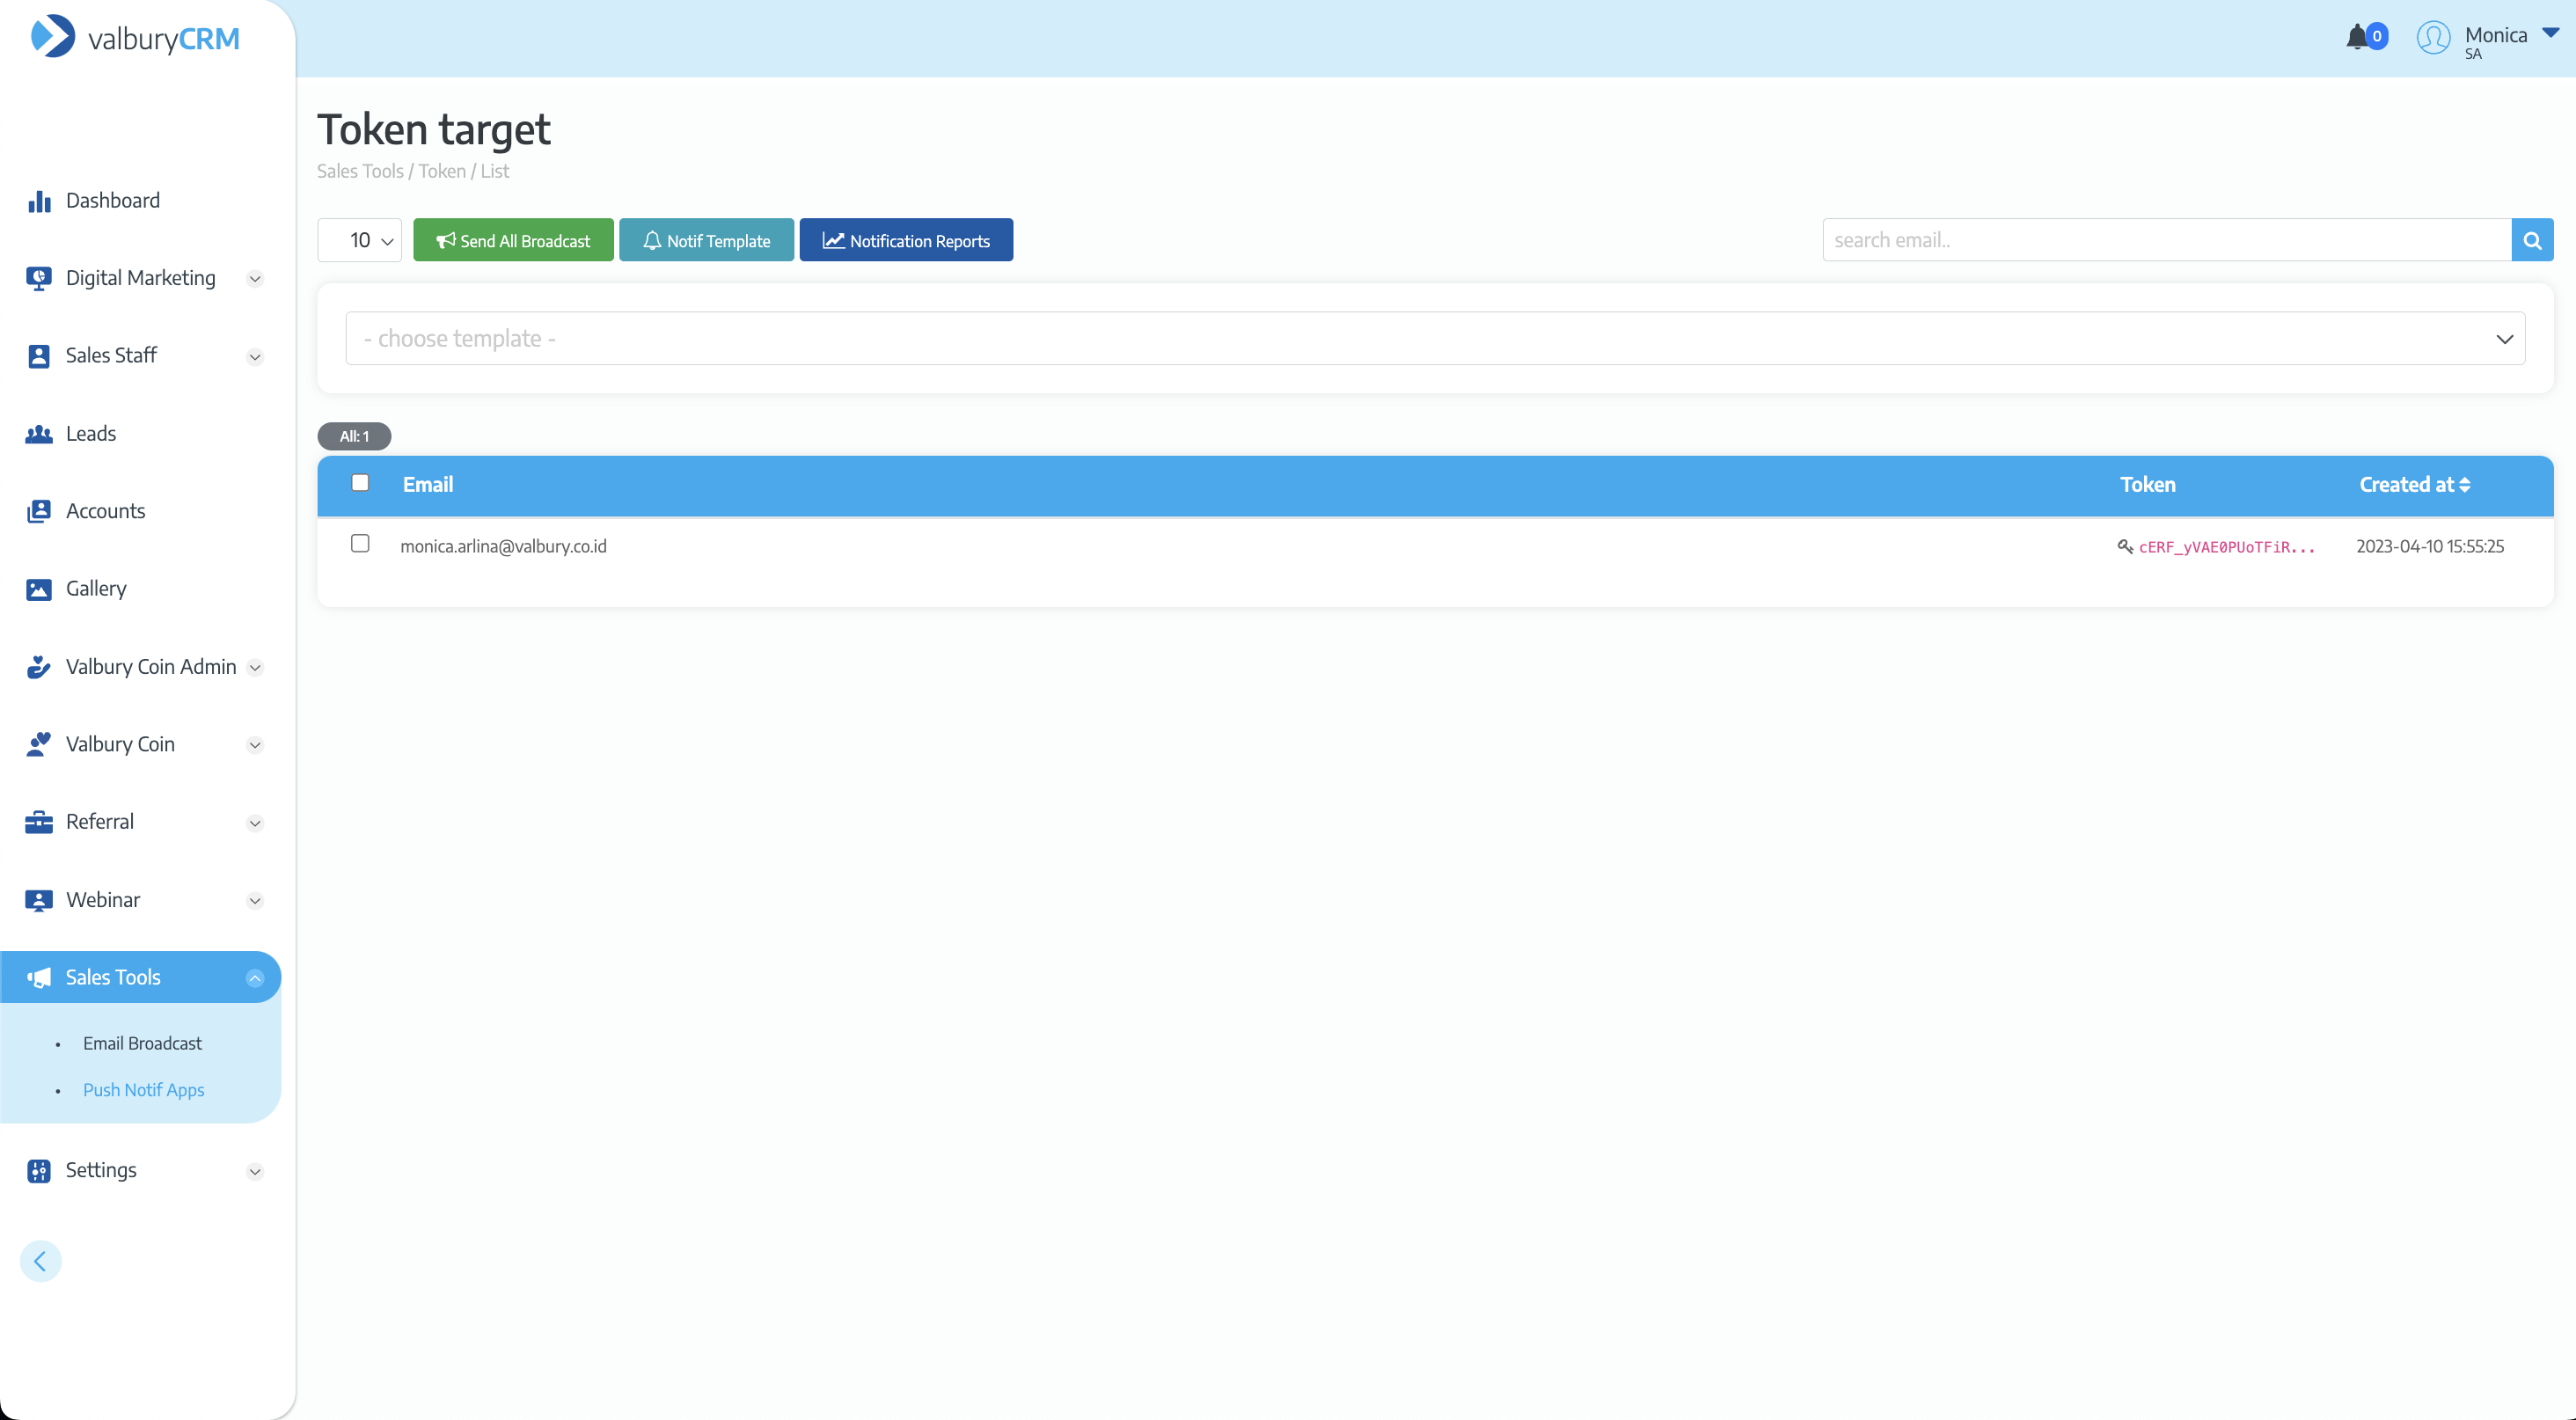 valburyCRM
0
Monica
SA
Dashboard
Digital Marketing
Sales Staff
Leads
Accounts
Gallery
Valbury Coin Admin
Valbury Coin
Referral
Webinar
Sales Tools
• Email Broadcast
• Push Notif Apps
Settings
Token target
Sales Tools / Token / List
10
Send All Broadcast
Notif Template
Notification Reports
search email..
- choose template -
All: 1
Email Token Created at
monica.arlina@valbury.co.id cERF_yVAE0PUoTFiR... 2023-04-10 15:55:25